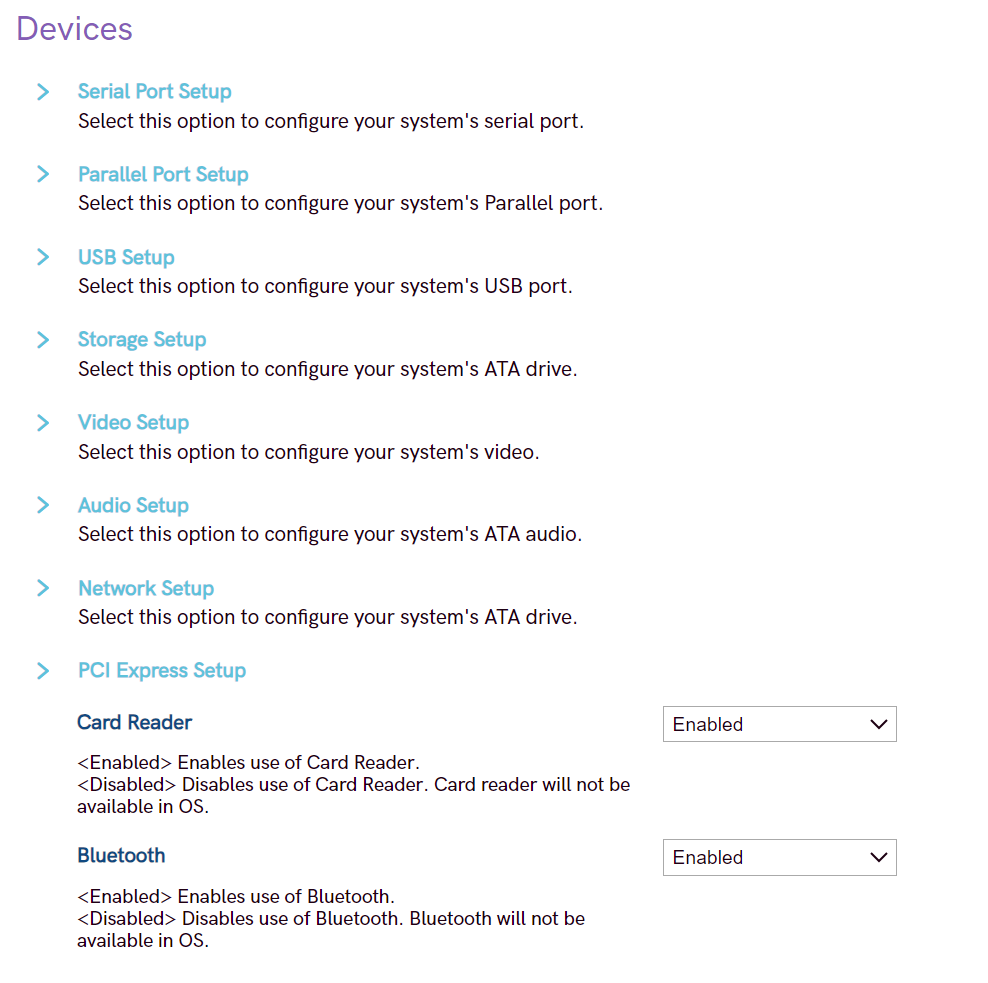 Devices
Serial Port Setup
Select this option to configure your system's serial port.
Parallel Port Setup
Select this option to configure your system's Parallel port.
USB Setup
Select this option to configure your system's USB port.
Storage Setup
Select this option to configure your system's ATA drive.
Video Setup
Select this option to configure your system's video.
Audio Setup
Select this option to configure your system's ATA audio.
Network Setup
Select this option to configure your system's ATA drive.
PCI Express Setup
Card Reader
Enabled
<Enabled> Enables use of Card Reader.
<Disabled> Disables use of Card Reader. Card reader will not be
available in OS.
Bluetooth
Enabled
<Enabled> Enables use of Bluetooth.
<Disabled> Disables use of Bluetooth. Bluetooth will not be
available in OS.